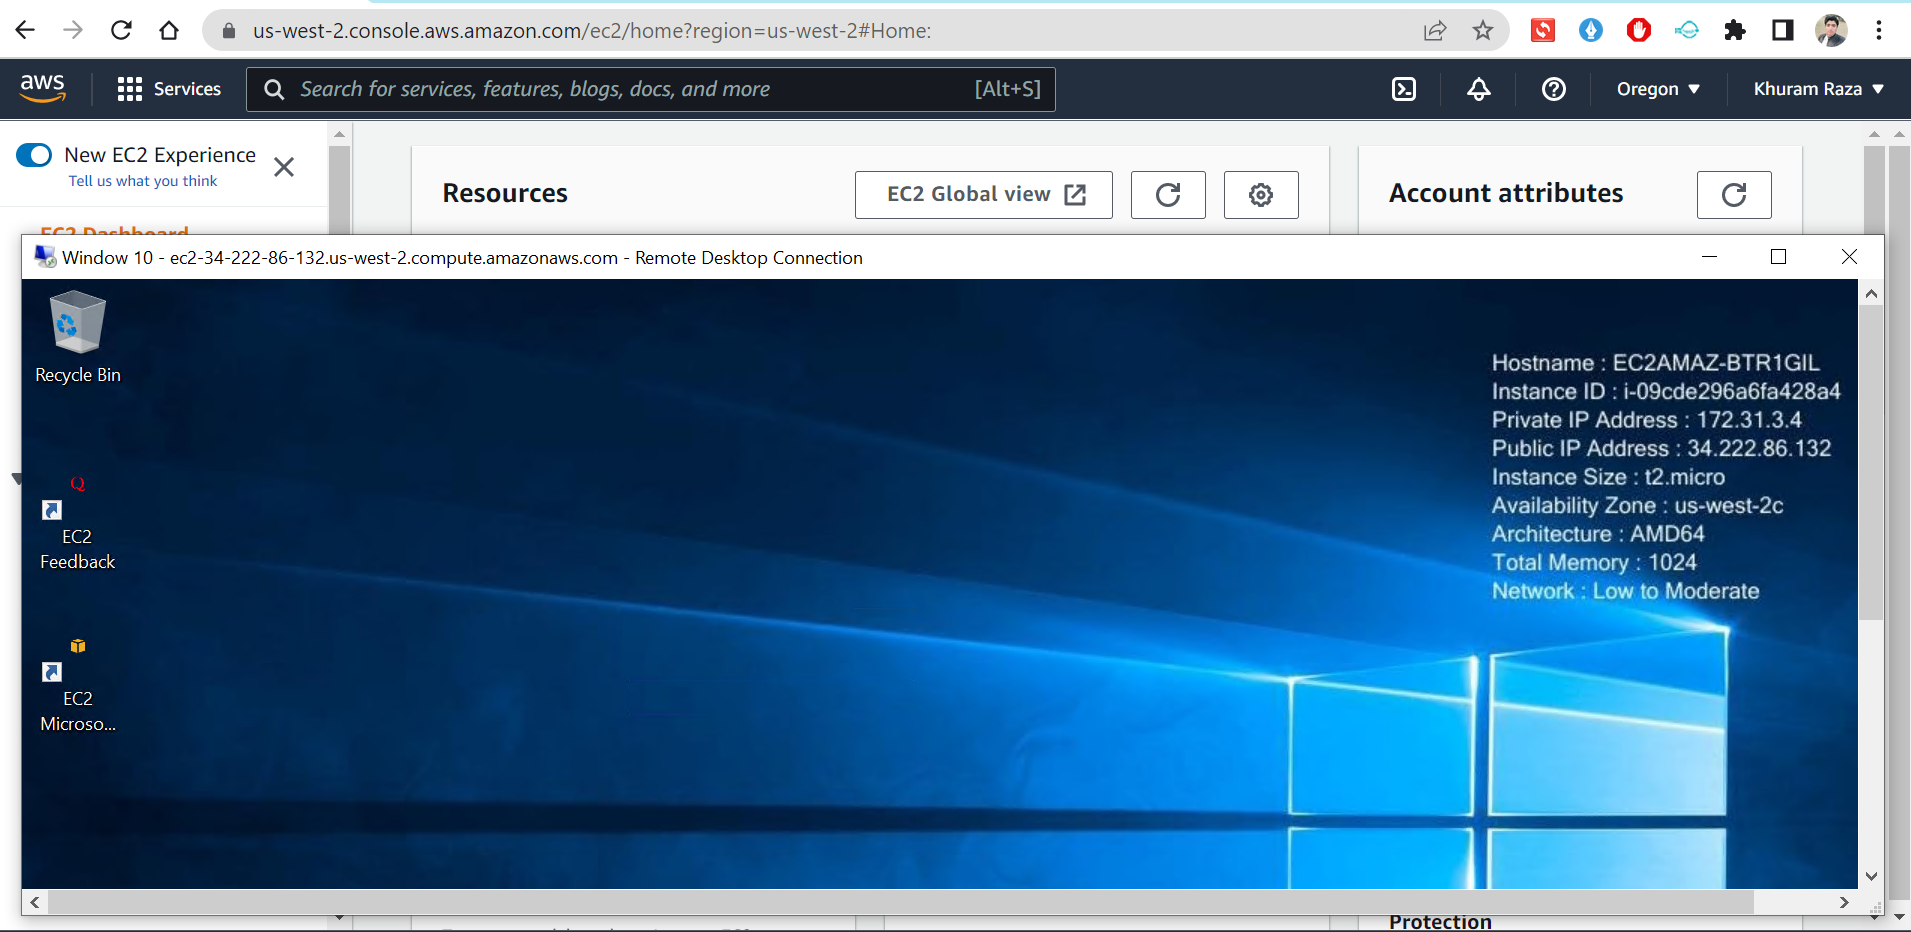 us-west-2.console.aws.amazon.com/ec2/home?region=us-west-2#Home:
aws
Services
Search for services, features, blogs, docs, and more
[Alt+S]
Oregon
Khuram Raza
New EC2 Experience
Tell us what you think
EC2 Dashboard
Resources
EC2 Global view
Account attributes
Window 10 - ec2-34-222-86-132.us-west-2.compute.amazonaws.com - Remote Desktop Connection
Recycle Bin
Q
EC2
Feedback
EC2
Microso...
Hostname : EC2AMAZ-BTR1GIL
Instance ID : i-09cde296a6fa428a4
Private IP Address : 172.31.3.4
Public IP Address : 34.222.86.132
Instance Size : t2.micro
Availability Zone : us-west-2c
Architecture : AMD64
Total Memory : 1024
Network : Low to Moderate
Protection